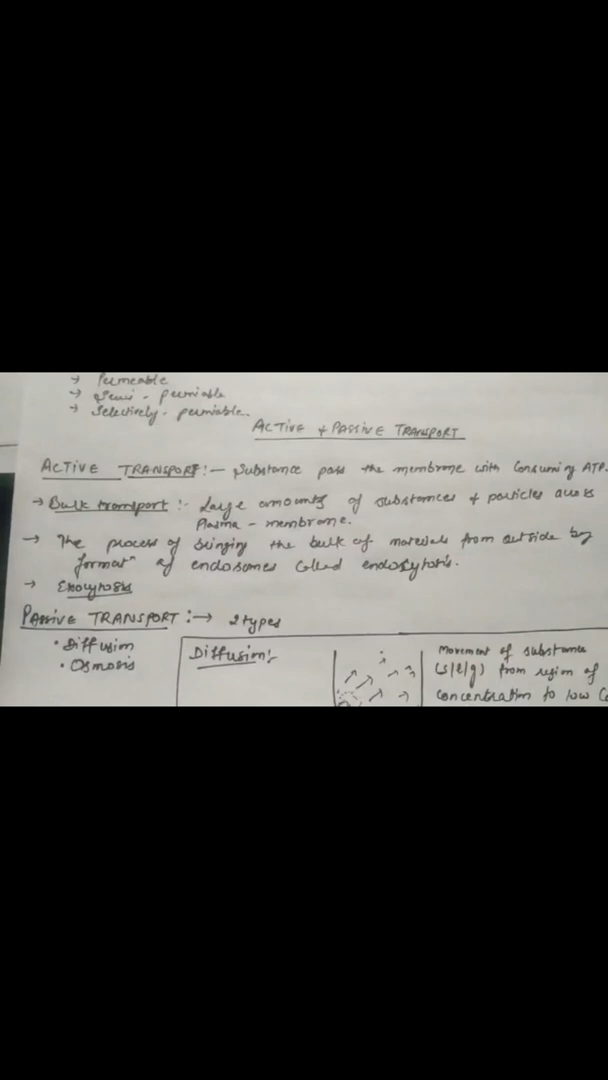 → Permeable
→ Semi - permiable
→ Selectively - permiable.
ACTIVE & PASSIVE TRANSPORT
ACTIVE TRANSPORT :- Substance pass the membrane with Consuming ATP.
→ Bulk transport :- Large amounts of substances & particles across
Plasma - membrane.
→ The process of bringing the bulk of materials from outside by
format" of endosomes called endocytosis.
→ Exocytosis
PASSIVE TRANSPORT :→ 2 types
• Diffusion
• Osmosis
Diffusion:-
Movement of substance
(s/l/g) from region of
concentration to low